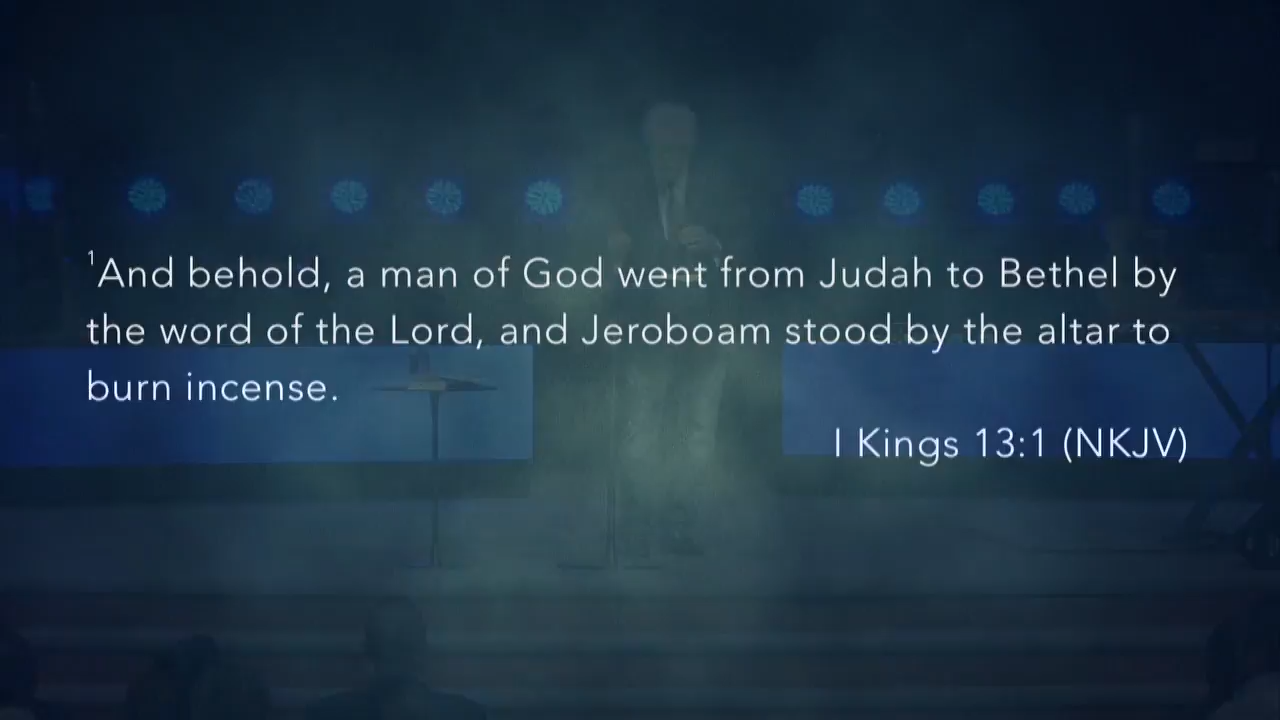 ¹And behold, a man of God went from Judah to Bethel by
the word of the Lord, and Jeroboam stood by the altar to
burn incense.
I Kings 13:1 (NKJV)